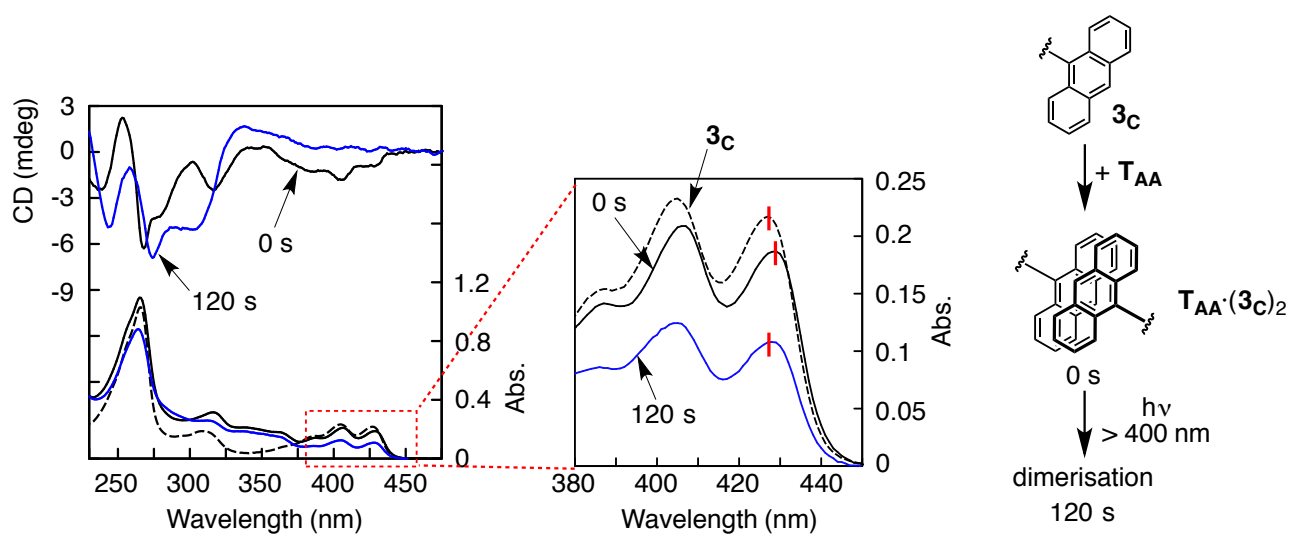 CD (mdeg)
3
0
-3
-6
-9
0 s
120 s
1.2
0.8
0.4
0
Abs.
250 300 350 400 450
Wavelength (nm)
3C
0 s
120 s
0.25
0.2
0.15
0.1
0.05
0
Abs.
380 400 420 440
Wavelength (nm)
3C
+ TAA
TAA·(3C)2
0 s
hν
> 400 nm
dimerisation
120 s